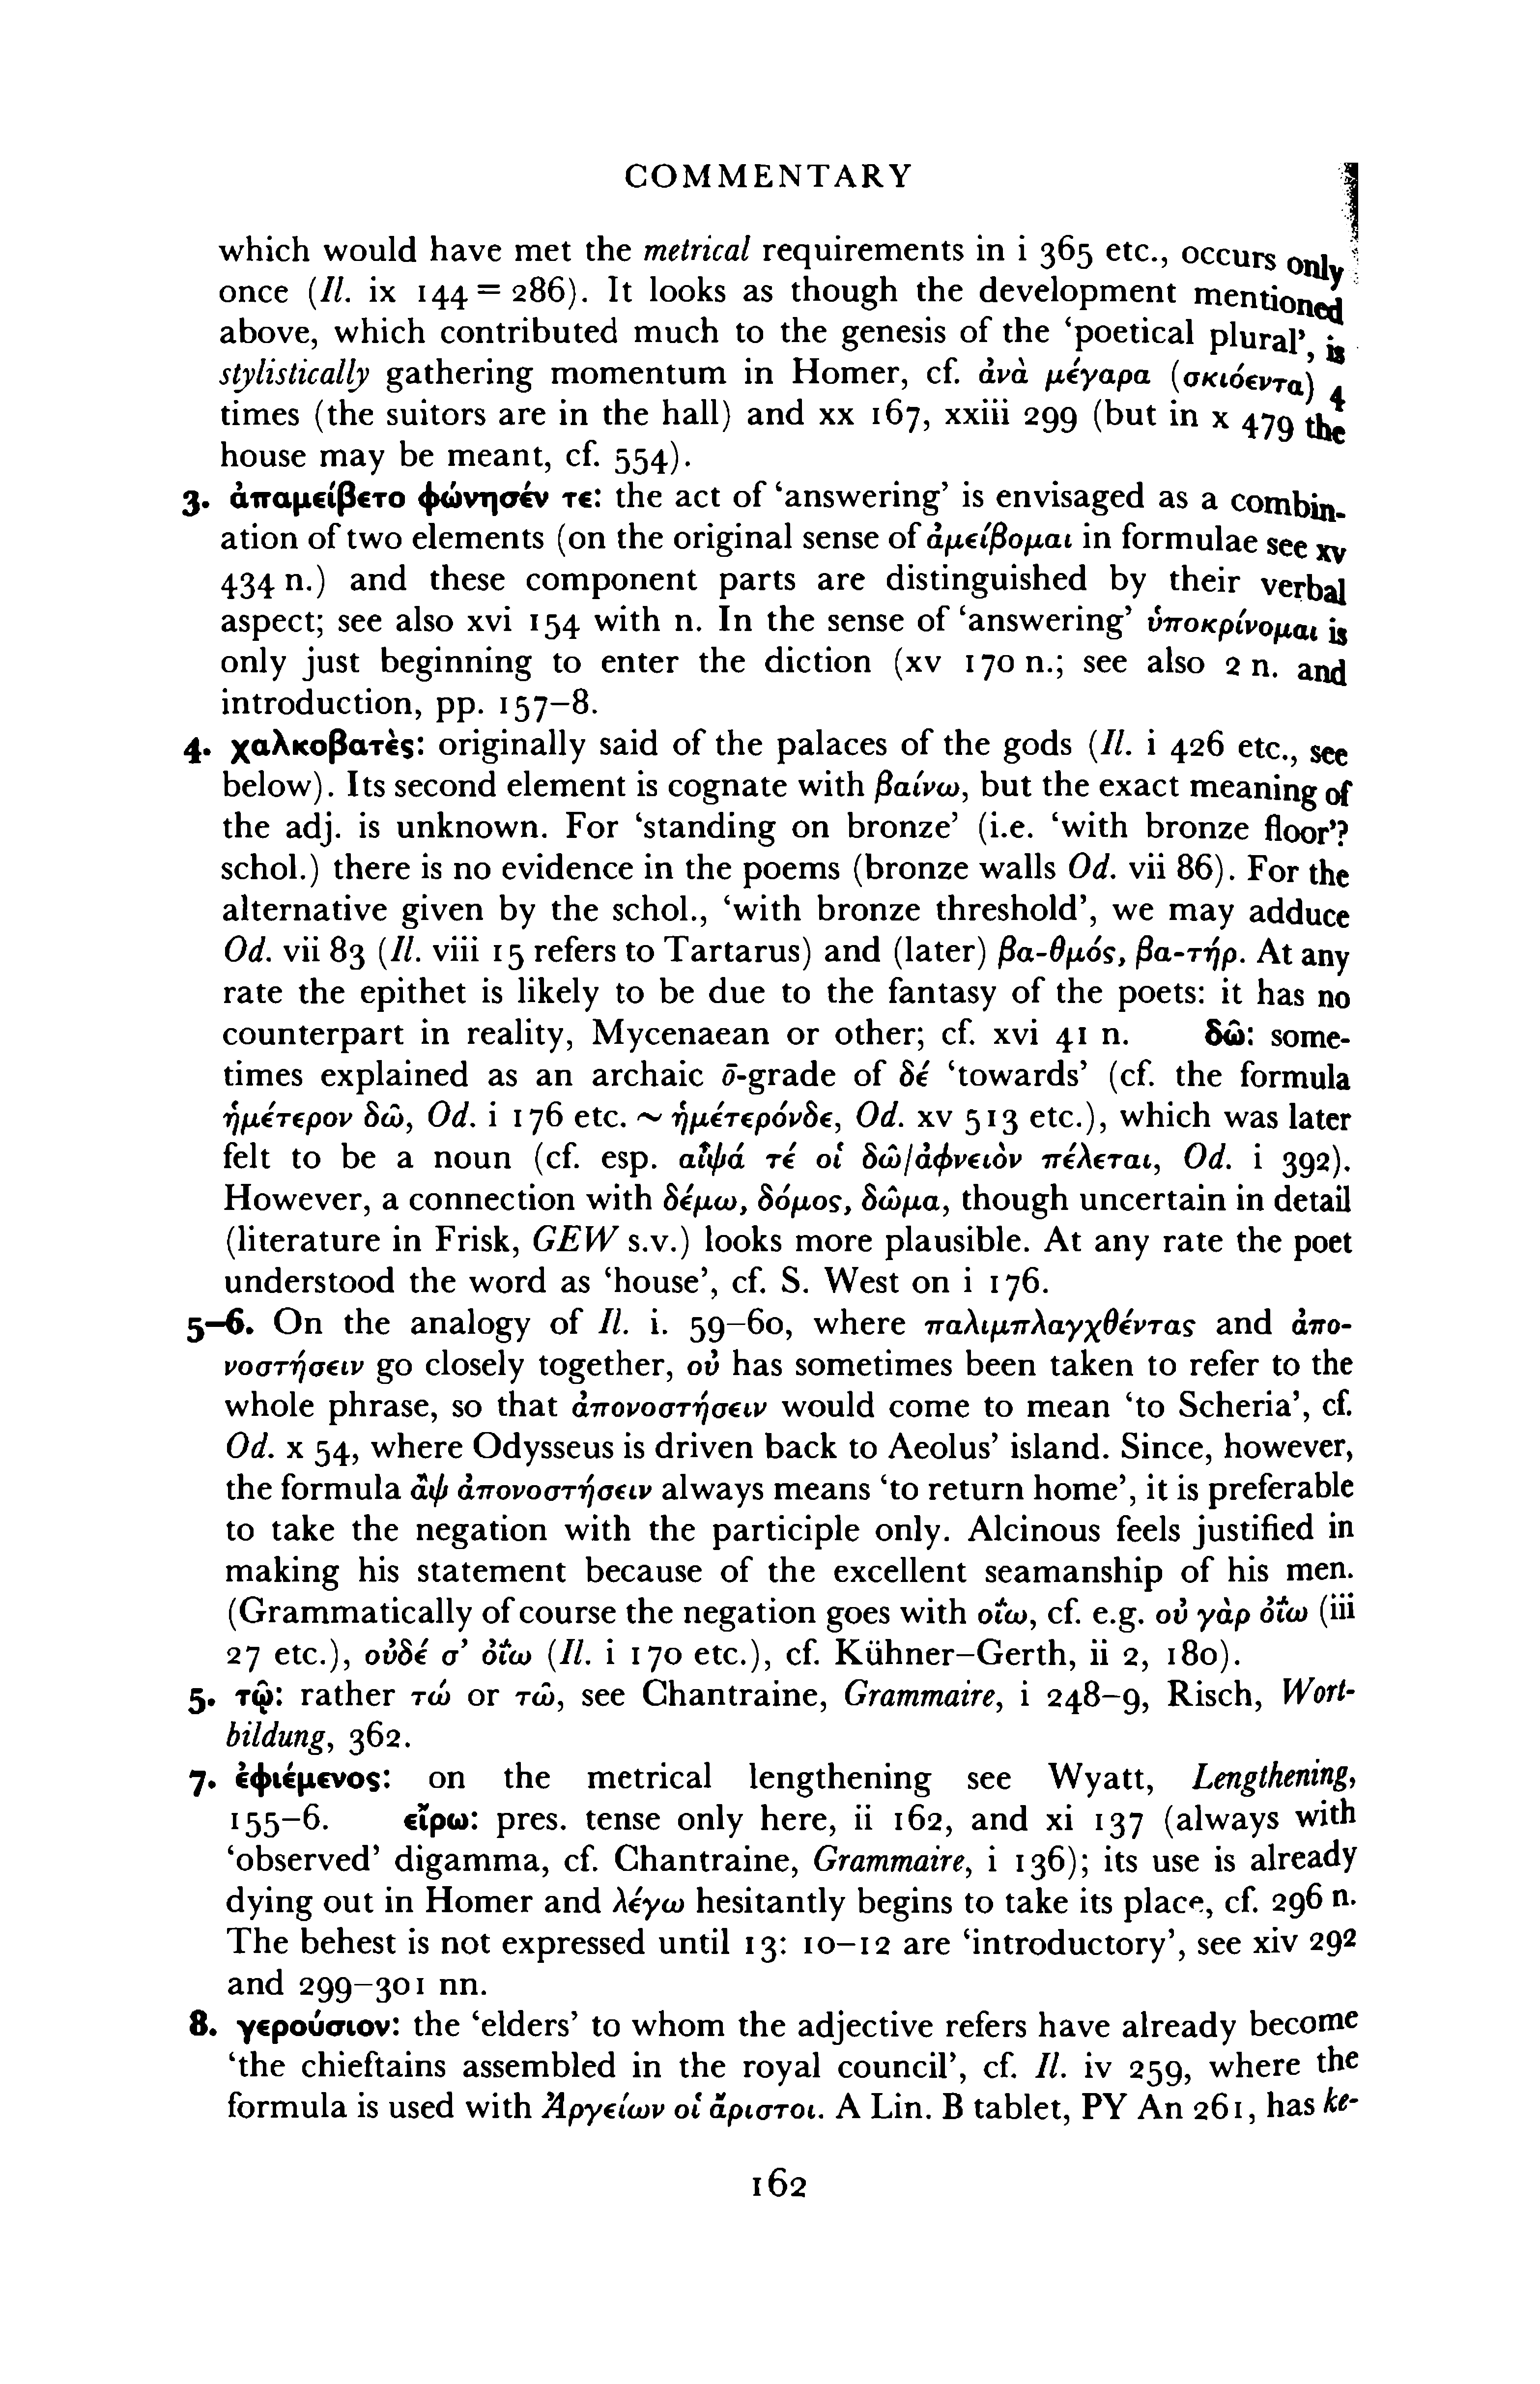 COMMENTARY
which would have met the metrical requirements in i 365 etc., occurs only
once (Il. ix 144 = 286). It looks as though the development mentioned
above, which contributed much to the genesis of the ‘poetical plural’, is
stylistically gathering momentum in Homer, cf. ἀνὰ μέγαρα (σκιόεντα) 4
times (the suitors are in the hall) and xx 167, xxiii 299 (but in x 479 the
house may be meant, cf. 554).
3. ἀπαμείβετο φώνησέν τε: the act of ‘answering’ is envisaged as a combin-
ation of two elements (on the original sense of ἀμείβομαι in formulae see xv
434 n.) and these component parts are distinguished by their verbal
aspect; see also xvi 154 with n. In the sense of ‘answering’ ὑποκρίνομαι is
only just beginning to enter the diction (xv 170 n.; see also 2 n. and
introduction, pp. 157–8.
4. χαλκοβατὲς: originally said of the palaces of the gods (Il. i 426 etc., see
below). Its second element is cognate with βαίνω, but the exact meaning of
the adj. is unknown. For ‘standing on bronze’ (i.e. ‘with bronze floor’?
schol.) there is no evidence in the poems (bronze walls Od. vii 86). For the
alternative given by the schol., ‘with bronze threshold’, we may adduce
Od. vii 83 (Il. viii 15 refers to Tartarus) and (later) βα-θμός, βα-τήρ. At any
rate the epithet is likely to be due to the fantasy of the poets: it has no
counterpart in reality, Mycenaean or other; cf. xvi 41 n. δῶ: some-
times explained as an archaic ō-grade of δέ ‘towards’ (cf. the formula
ἡμέτερον δῶ, Od. i 176 etc. ~ ἡμέτερόνδε, Od. xv 513 etc.), which was later
felt to be a noun (cf. esp. αἶψά τέ οἱ δῶ/ἀφνειὸν πέλεται, Od. i 392).
However, a connection with δέμω, δόμος, δῶμα, though uncertain in detail
(literature in Frisk, GEW s.v.) looks more plausible. At any rate the poet
understood the word as ‘house’, cf. S. West on i 176.
5–6. On the analogy of Il. i. 59–60, where παλιμπλαγχθέντας and ἀπο-
νοστήσειν go closely together, οὐ has sometimes been taken to refer to the
whole phrase, so that ἀπονοστήσειν would come to mean ‘to Scheria’, cf.
Od. x 54, where Odysseus is driven back to Aeolus’ island. Since, however,
the formula ἂψ ἀπονοστήσειν always means ‘to return home’, it is preferable
to take the negation with the participle only. Alcinous feels justified in
making his statement because of the excellent seamanship of his men.
(Grammatically of course the negation goes with οἴω, cf. e.g. οὐ γὰρ ὀΐω (iii
27 etc.), οὐδέ σ’ ὀΐω (Il. i 170 etc.), cf. Kühner–Gerth, ii 2, 180).
5. τῷ: rather τώ or τῶ, see Chantraine, Grammaire, i 248–9, Risch, Wort-
bildung, 362.
7. ἐφιέμενος: on the metrical lengthening see Wyatt, Lengthening,
155–6. εἴρω: pres. tense only here, ii 162, and xi 137 (always with
‘observed’ digamma, cf. Chantraine, Grammaire, i 136); its use is already
dying out in Homer and λέγω hesitantly begins to take its place, cf. 296 n.
The behest is not expressed until 13: 10–12 are ‘introductory’, see xiv 292
and 299–301 nn.
8. γερούσιον: the ‘elders’ to whom the adjective refers have already become
‘the chieftains assembled in the royal council’, cf. Il. iv 259, where the
formula is used with Ἀργείων οἱ ἄριστοι. A Lin. B tablet, PY An 261, has ke-
162